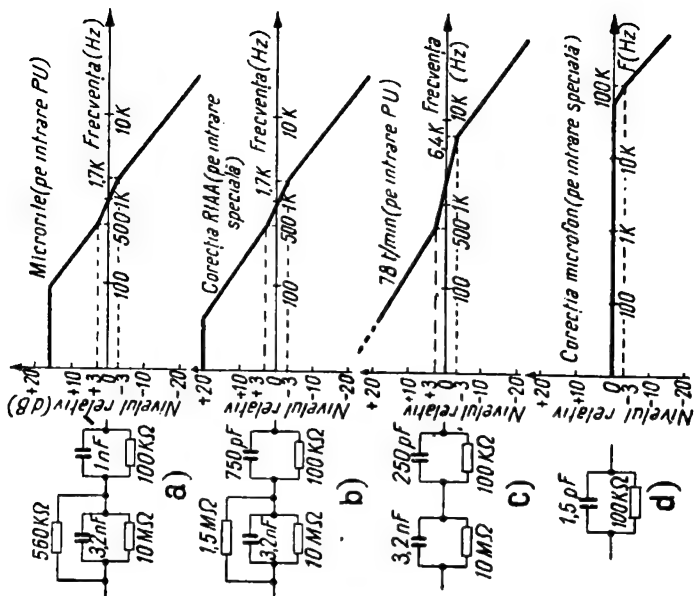 Microrile (pe intrare PU)
Nivelul relativ (dB)
+20
+10
+3
0
-3
-10
-20
100
500
1K
1,7K
10K
Frecvența (Hz)
560KΩ
3,2nF
10MΩ
1nF
100KΩ
a)
Corecția RIAA (pe intrare
specială)
Nivelul relativ
+20
+10
+3
0
-3
-10
-20
100
500
1K
1,7K
10K
Frecvența (Hz)
1,5MΩ
3,2nF
10MΩ
750pF
100KΩ
b)
78 t/min (pe intrare PU)
Nivelul relativ
+20
+10
+3
0
-3
-10
-20
100
500
1K
6,4K
10K
Frecvența
(Hz)
3,2nF
10MΩ
250pF
100KΩ
c)
Corecția microfon (pe intrare specială)
Nivelul relativ
+20
+10
0
-3
-10
-20
100
1K
10K
100K
F(Hz)
1,5pF
100KΩ
d)